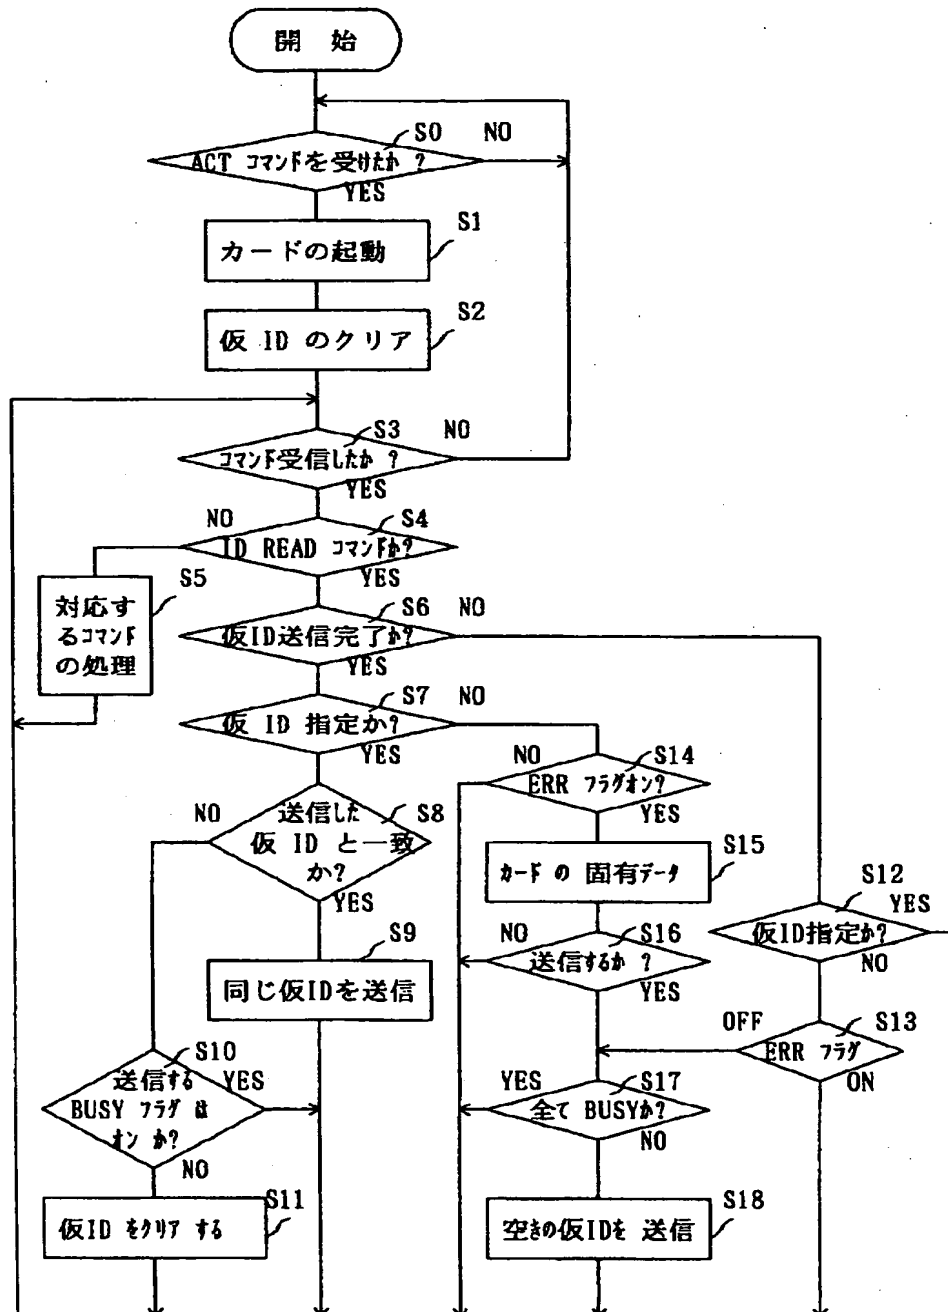 開 始
S0 NO
ACT コマンドを受けたか ?
YES
S1
カードの起動
S2
仮 ID のクリア
S3 NO
コマンド受信したか ?
YES
NO S4
ID READ コマンドか?
YES
S5
対応す
るコマンド
の処理
S6 NO
仮ID送信完了か?
YES
S7 NO
仮 ID 指定か?
YES
NO S14
ERR フラグオン?
YES
NO S8
送信した
仮 ID と一致
か?
YES
S15
カード の 固有データ
S12
YES
仮ID指定か?
NO
S9
同じ仮IDを送信
NO S16
送信するか ?
YES
OFF S13
ERR フラグ
ON
S10
送信する YES
BUSY フラグ は
オン か?
NO
YES S17
全て BUSYか?
NO
S11
仮ID をクリア する
S18
空きの仮IDを 送信